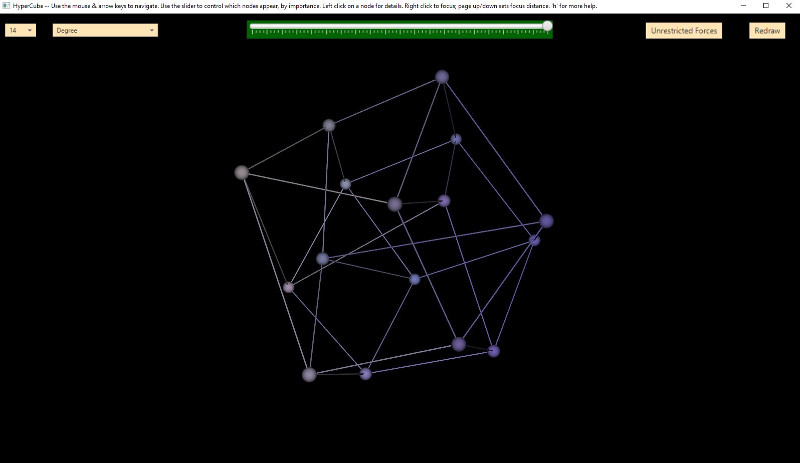 HyperCube -- Use the mouse & arrow keys to navigate. Use the slider to control which nodes appear, by importance. Left click on a node for details. Right click to focus; page up/down sets focus distance. 'h' for more help.
14 Degree Unrestricted Forces Redraw